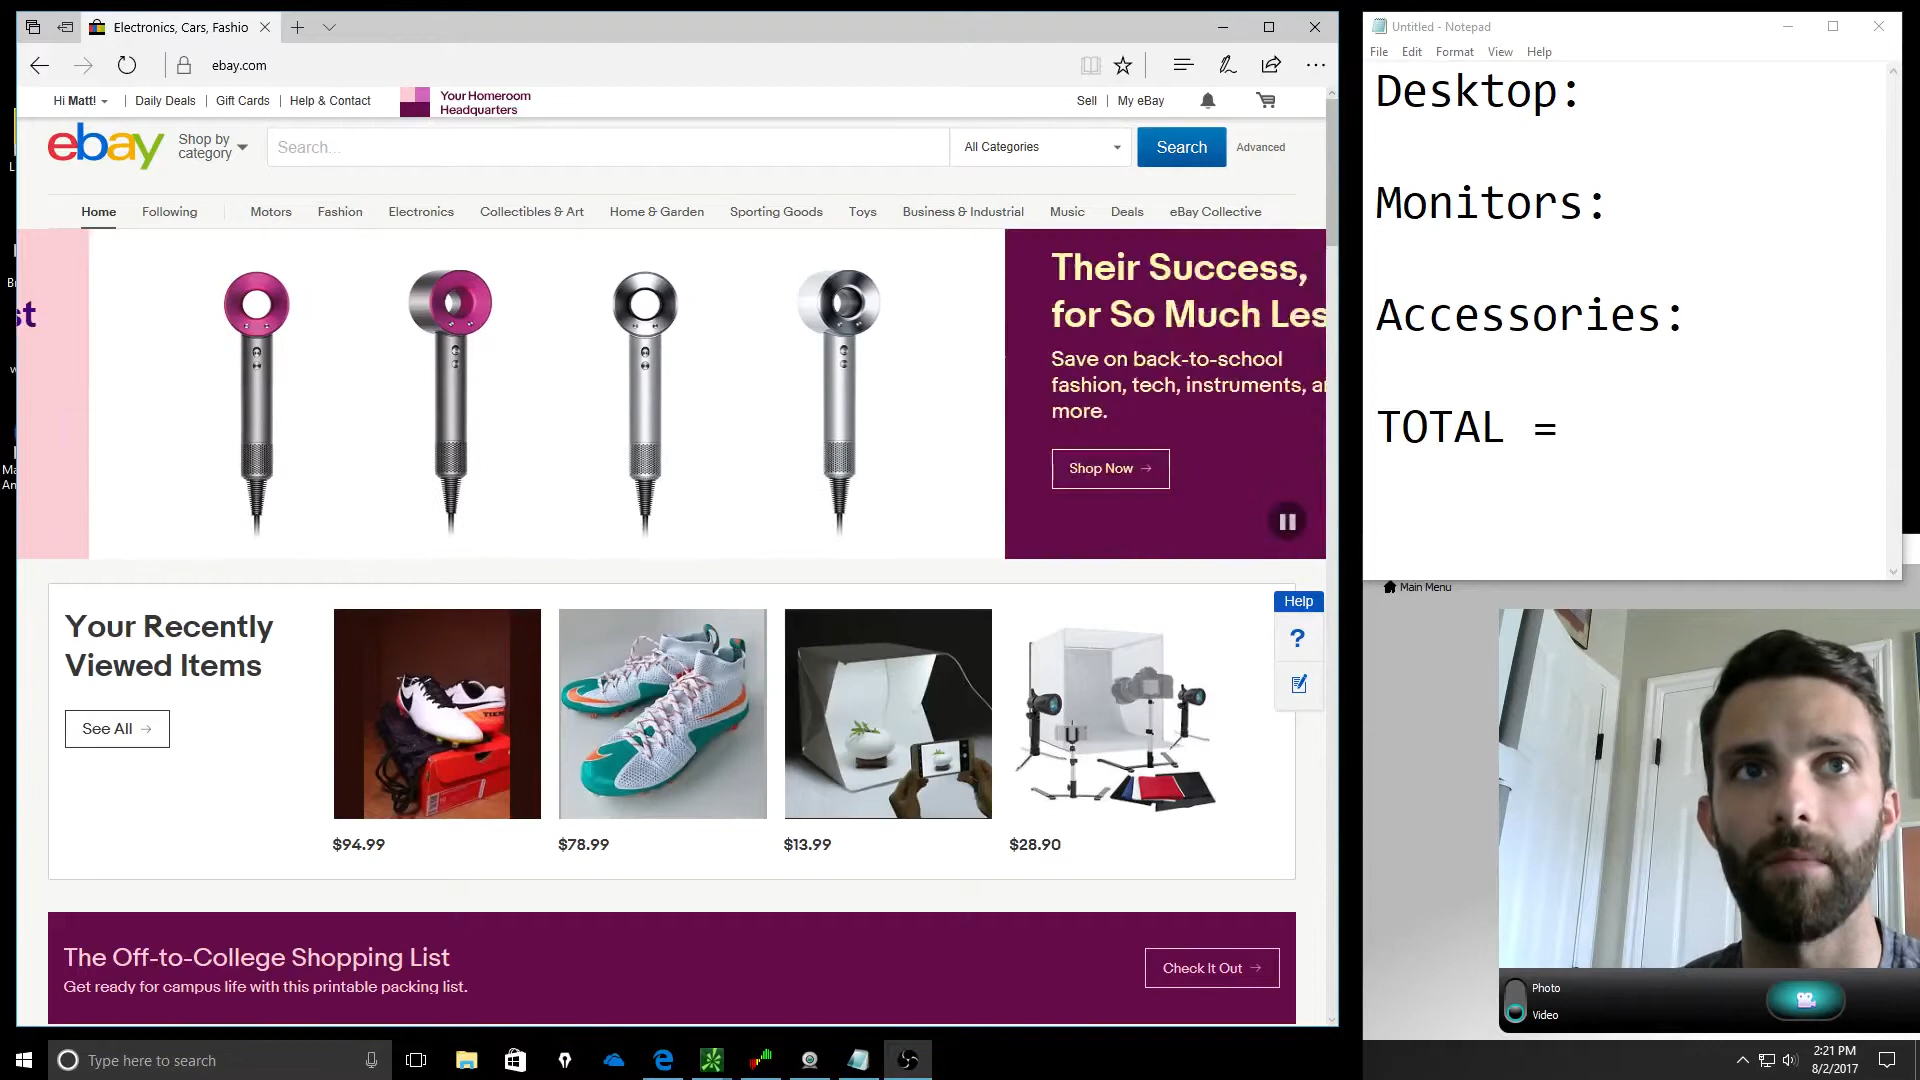 Electronics, Cars, Fashio
ebay.com
Hi Matt!
Daily Deals
Gift Cards
Help & Contact
Your Homeroom
Headquarters
Sell
My eBay
ebay
Shop by
category
Search...
All Categories
Search
Advanced
Home
Following
Motors
Fashion
Electronics
Collectibles & Art
Home & Garden
Sporting Goods
Toys
Business & Industrial
Music
Deals
eBay Collective
st
Their Success,
for So Much Les
Save on back-to-school
fashion, tech, instruments, a
more.
Shop Now
Your Recently
Viewed Items
See All
$94.99
$78.99
$13.99
$28.90
Help
?
The Off-to-College Shopping List
Get ready for campus life with this printable packing list.
Check It Out
Untitled - Notepad
File
Edit
Format
View
Help
Desktop:
Monitors:
Accessories:
TOTAL =
Main Menu
Photo
Video
Type here to search
2:21 PM
8/2/2017